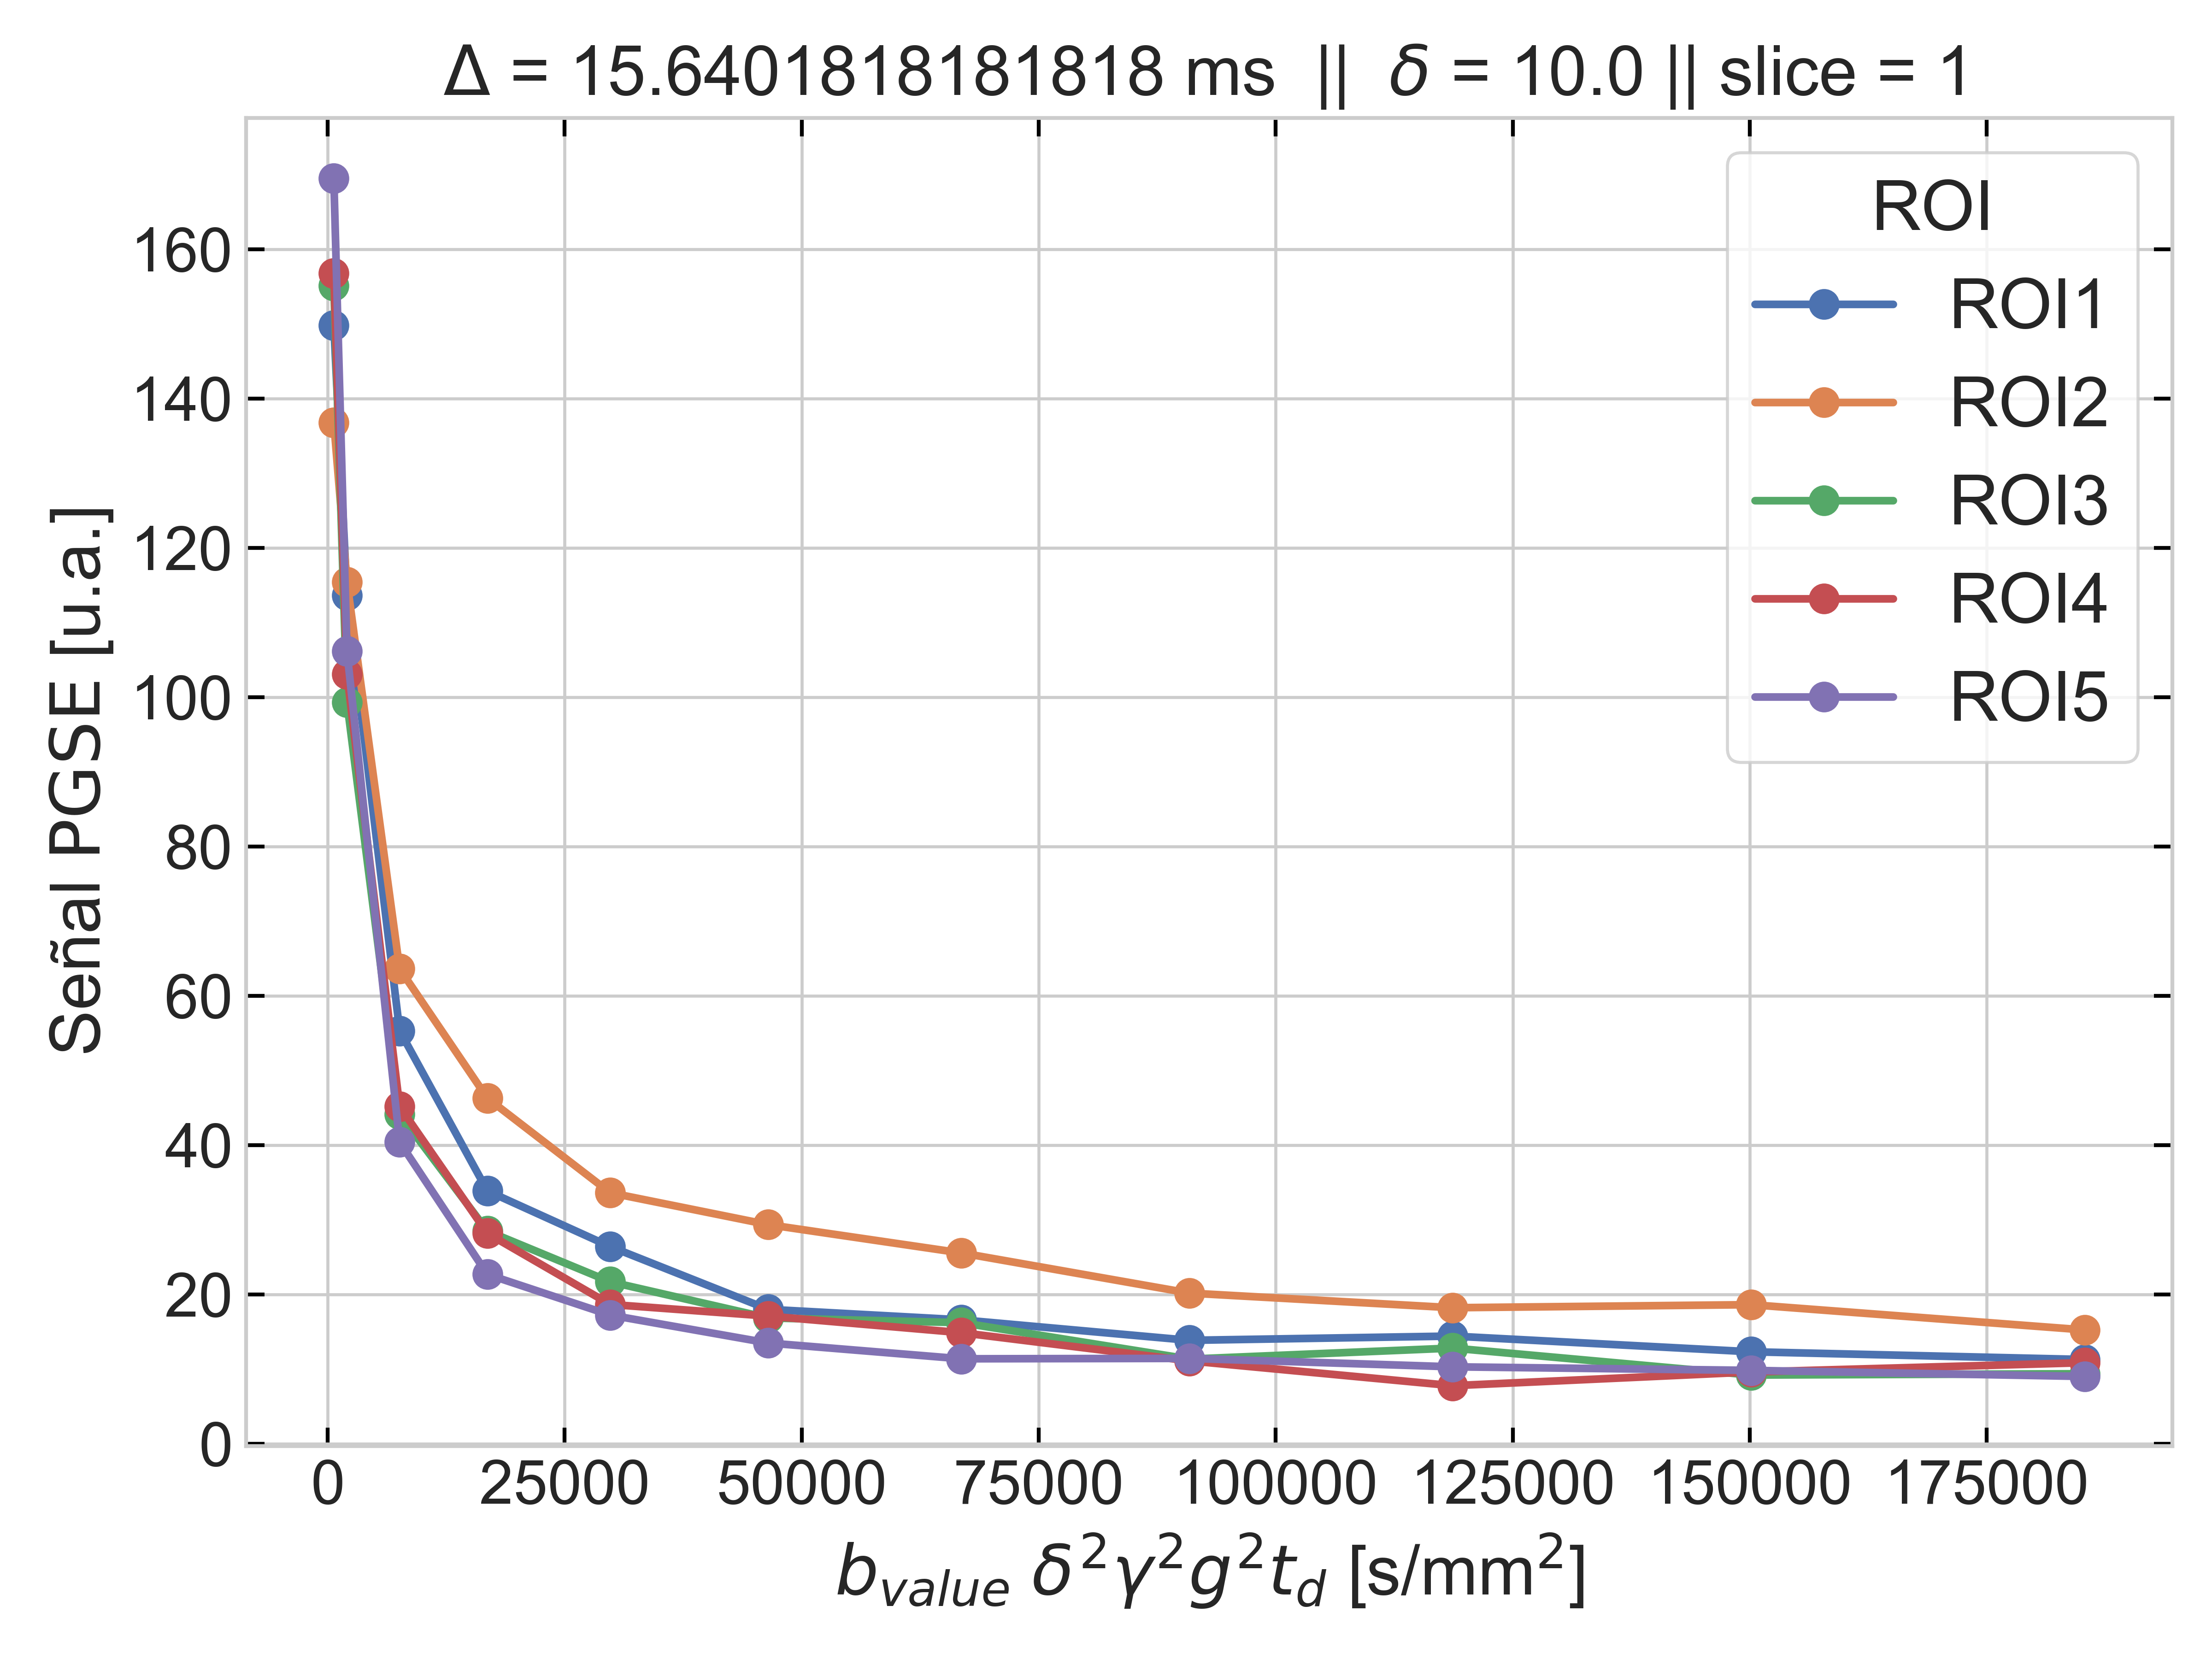 Δ = 15.640181818181818 ms || δ = 10.0 || slice = 1
Señal PGSE [u.a.]
160
140
120
100
80
60
40
20
0
ROI
ROI1
ROI2
ROI3
ROI4
ROI5
0 25000 50000 75000 100000 125000 150000 175000
b_value δ²γ²g²t_d [s/mm²]